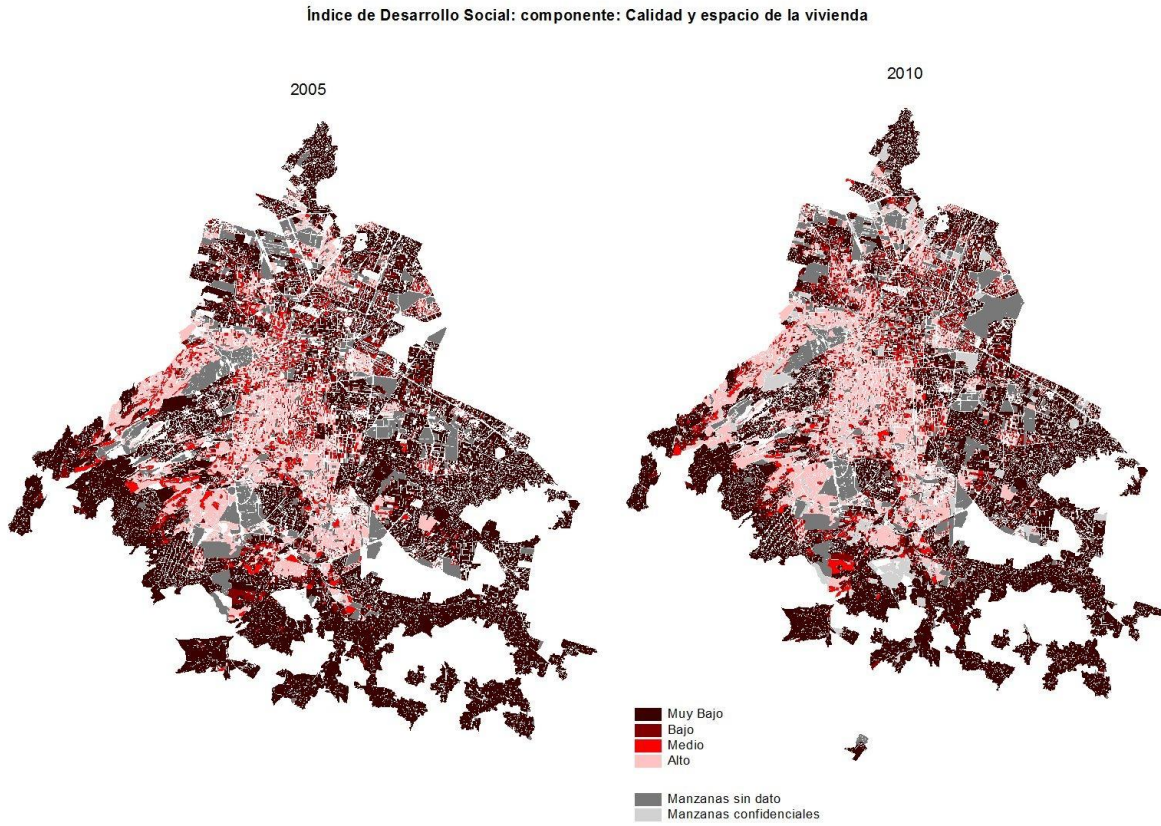 Índice de Desarrollo Social: componente: Calidad y espacio de la vivienda
2005
2010
Muy Bajo
Bajo
Medio
Alto
Manzanas sin dato
Manzanas confidenciales